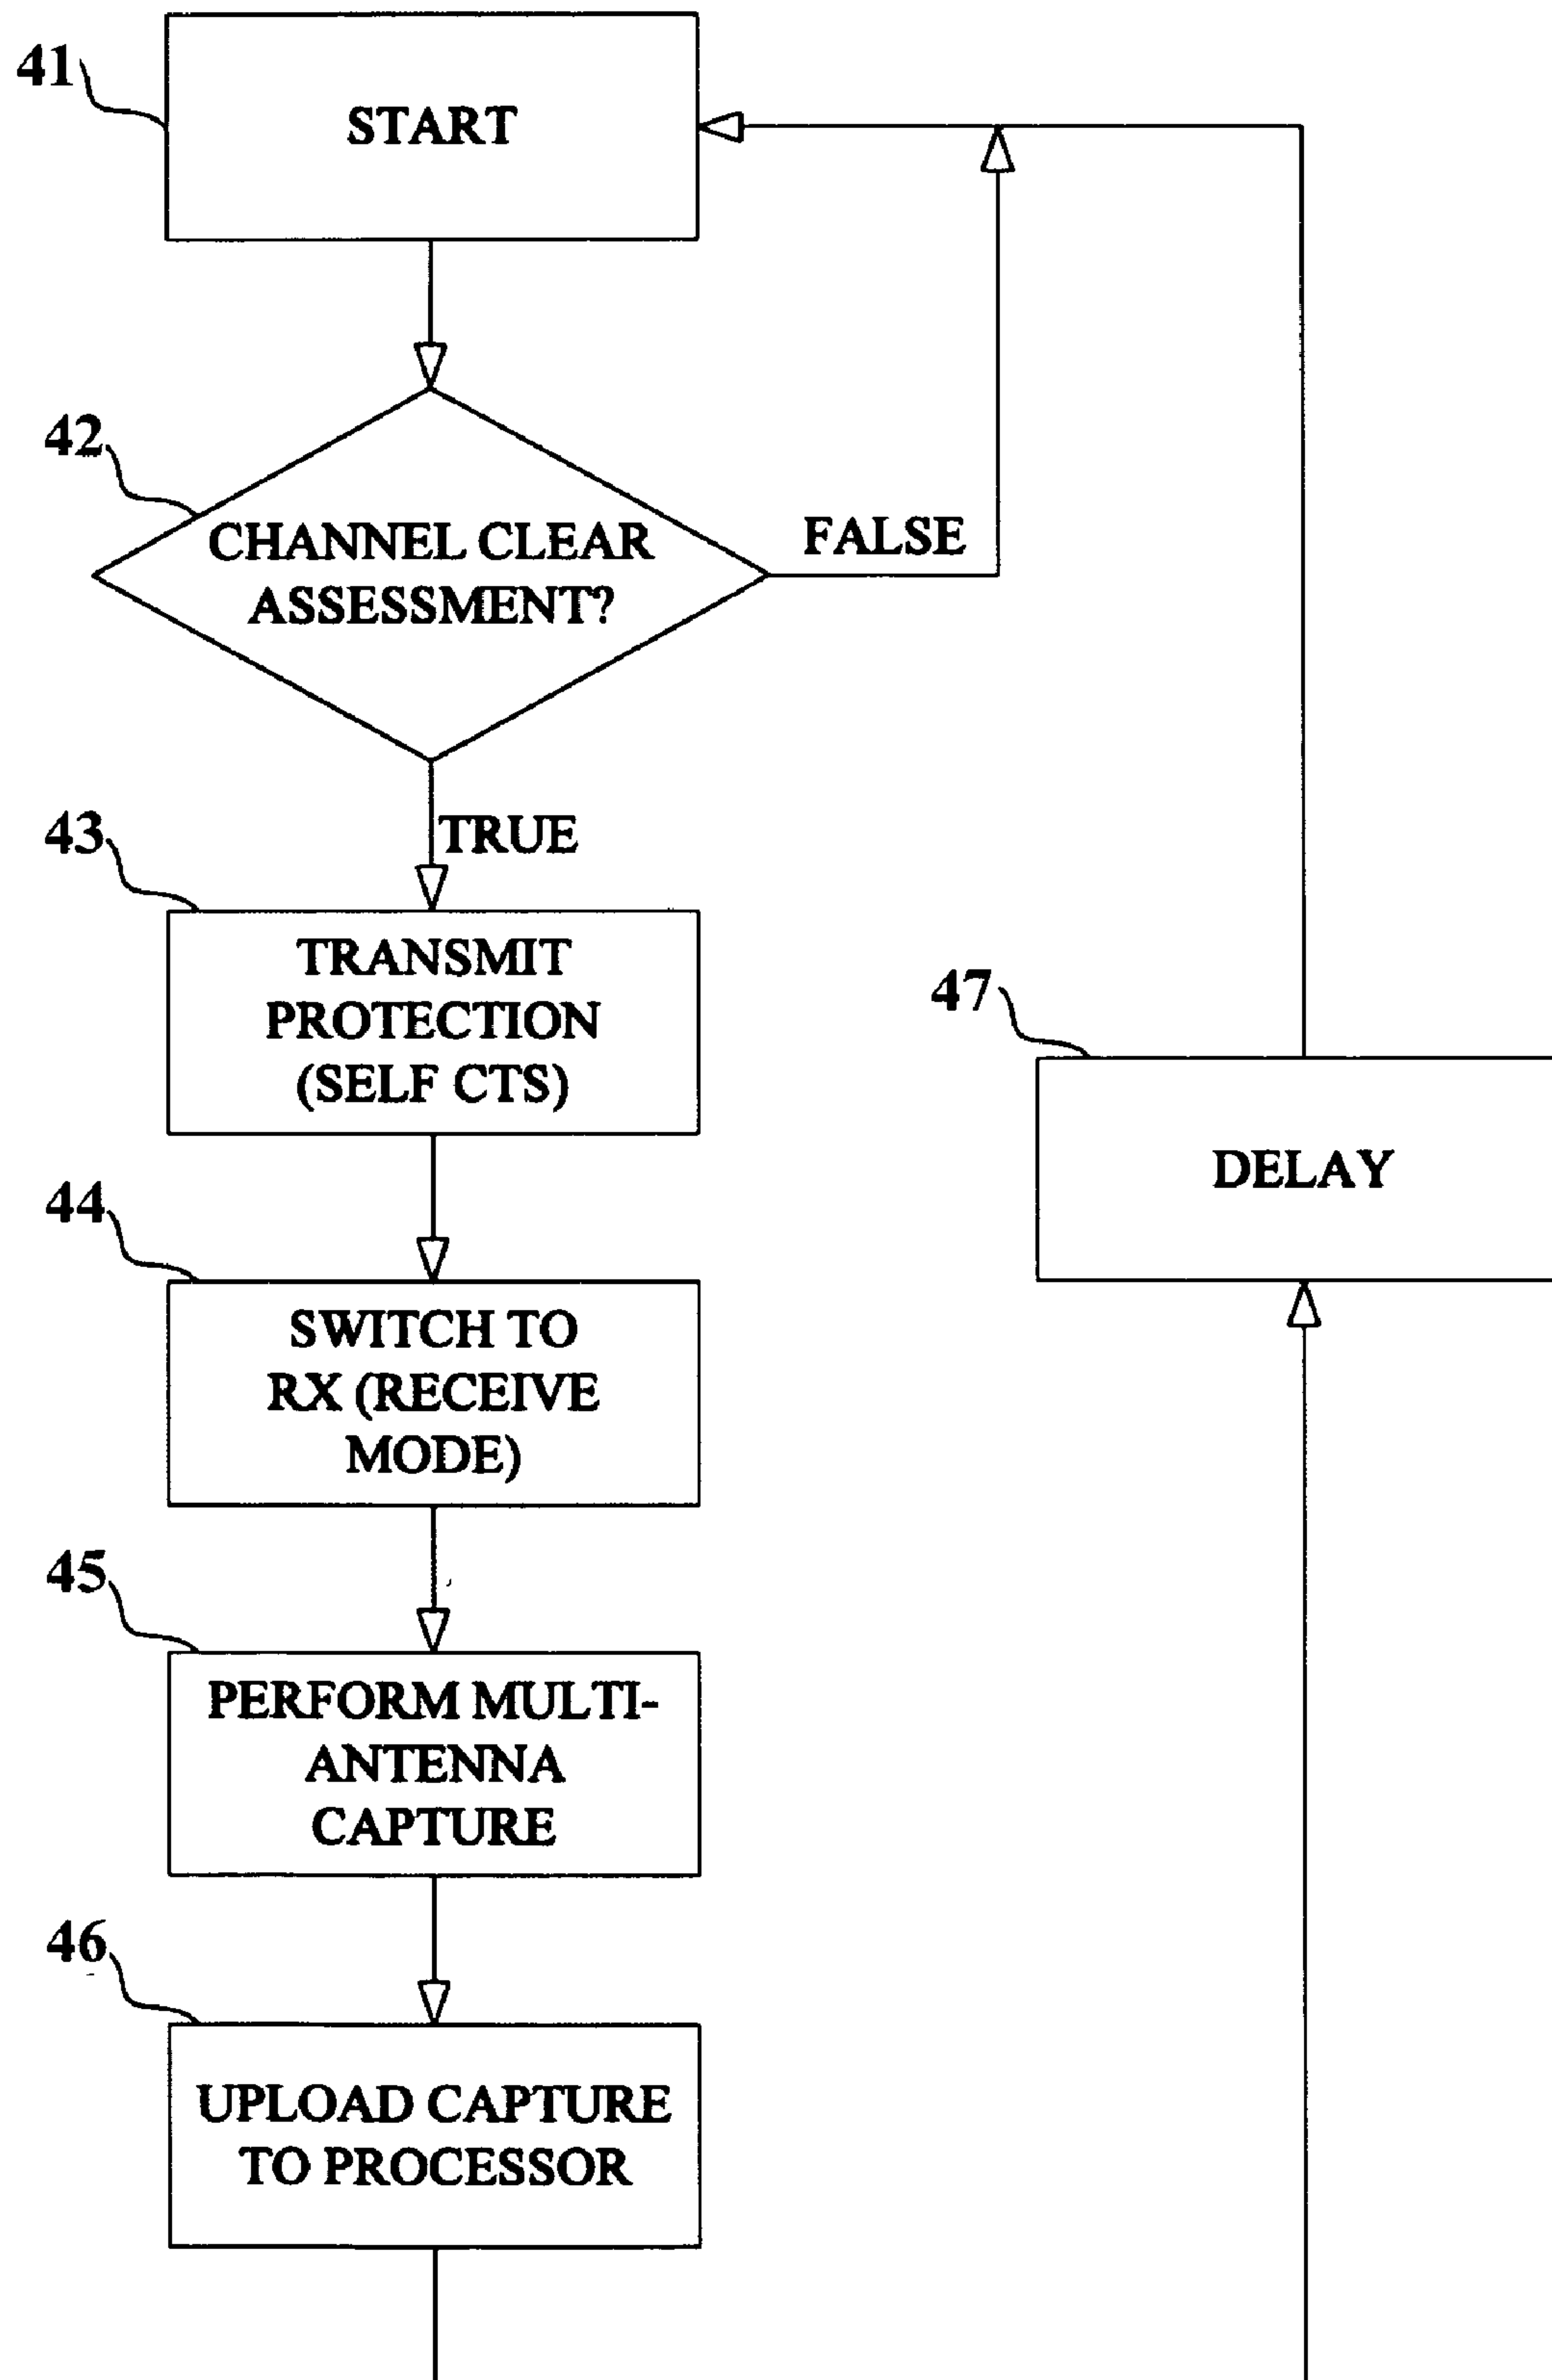 41
START
42
CHANNEL CLEAR
ASSESSMENT?
FALSE
TRUE
43
TRANSMIT
PROTECTION
(SELF CTS)
44
SWITCH TO
RX (RECEIVE
MODE)
45
PERFORM MULTI-
ANTENNA
CAPTURE
46
UPLOAD CAPTURE
TO PROCESSOR
47
DELAY